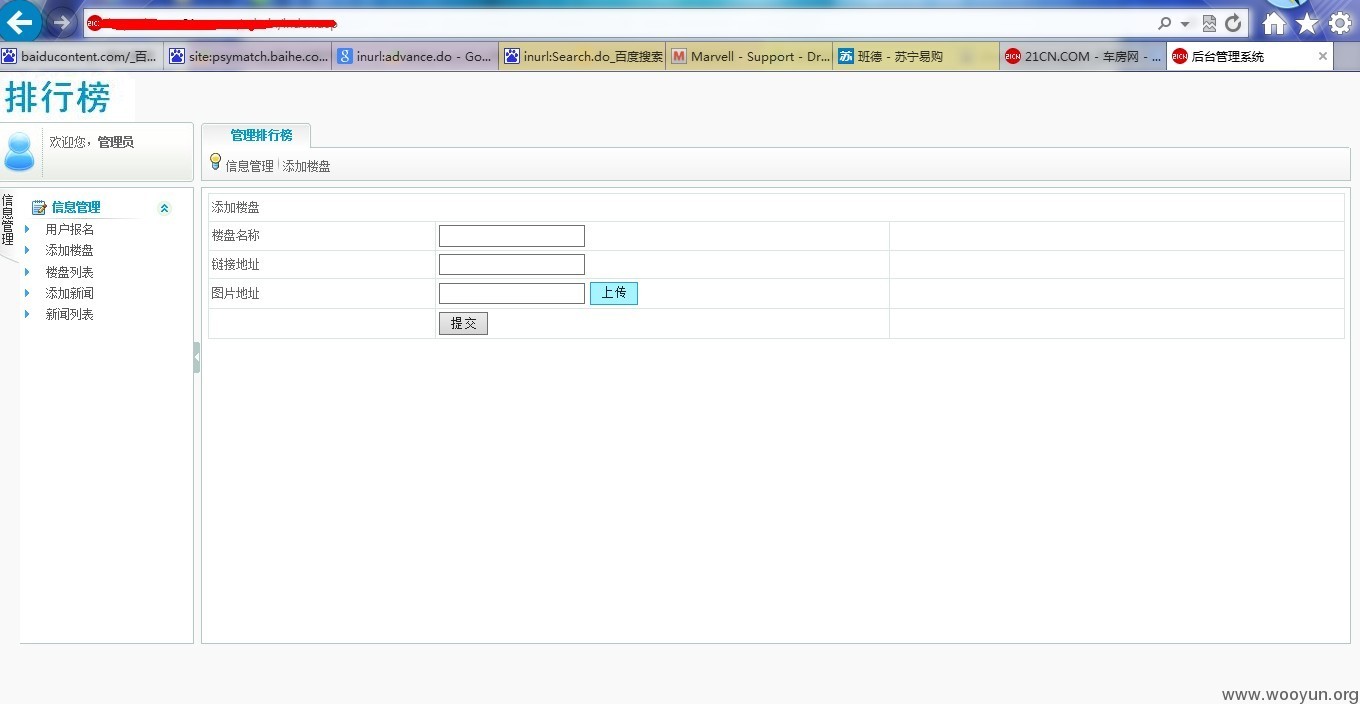 baiducontent.com/_百...
site:psymatch.baihe.co...
inurl:advance.do - Go...
inurl:Search.do_百度搜索
Marvell - Support - Dr...
班德 - 苏宁易购
21CN.COM - 车房网 - ...
后台管理系统
排行榜
欢迎您，管理员
管理排行榜
信息管理 添加楼盘
信息管理
信息管理
用户报名
添加楼盘
楼盘列表
添加新闻
新闻列表
添加楼盘
楼盘名称
链接地址
图片地址 上传
提交
www.wooyun.org